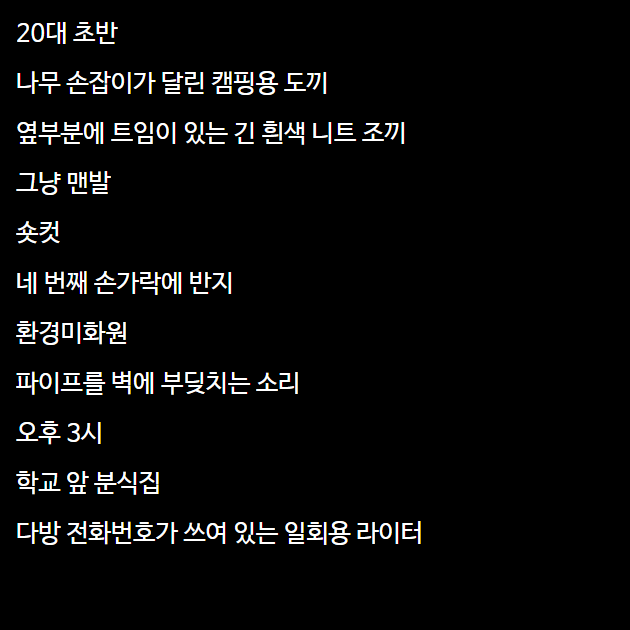 20대 초반
나무 손잡이가 달린 캠핑용 도끼
옆부분에 트임이 있는 긴 흰색 니트 조끼
그냥 맨발
숏컷
네 번째 손가락에 반지
환경미화원
파이프를 벽에 부딪치는 소리
오후 3시
학교 앞 분식집
다방 전화번호가 쓰여 있는 일회용 라이터